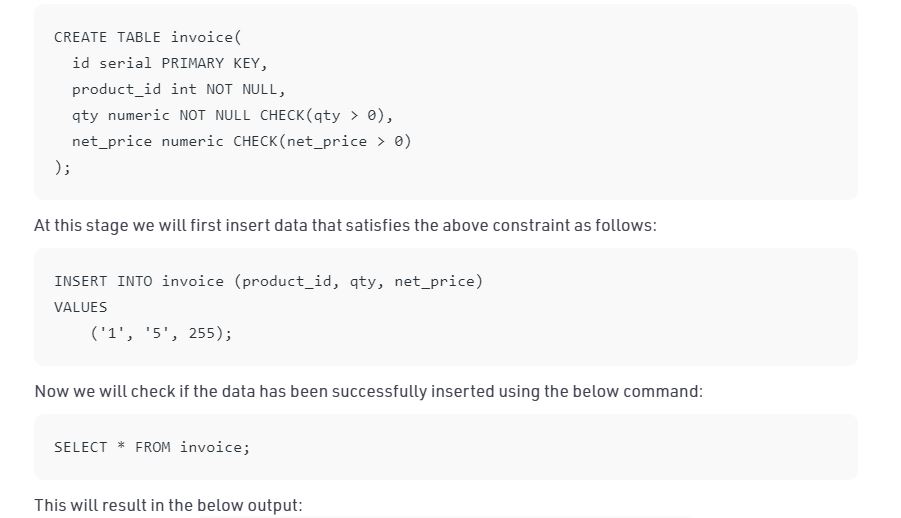 CREATE TABLE invoice(
  id serial PRIMARY KEY,
  product_id int NOT NULL,
  qty numeric NOT NULL CHECK(qty > 0),
  net_price numeric CHECK(net_price > 0)
);
At this stage we will first insert data that satisfies the above constraint as follows:
INSERT INTO invoice (product_id, qty, net_price)
VALUES
    ('1', '5', 255);
Now we will check if the data has been successfully inserted using the below command:
SELECT * FROM invoice;
This will result in the below output: